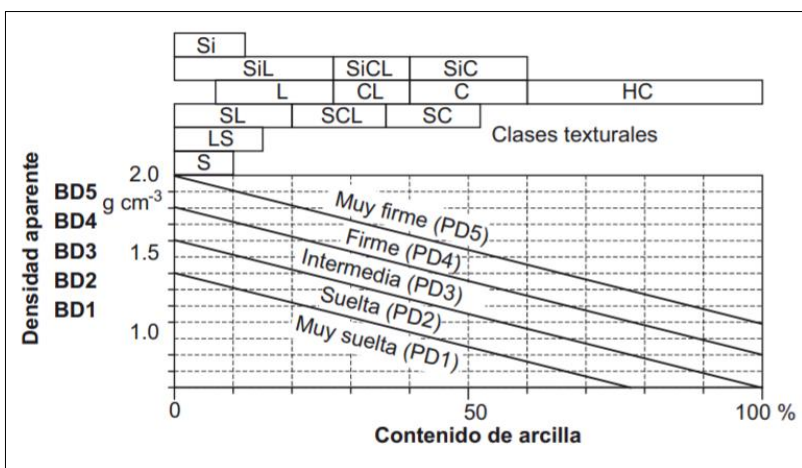 Si
SiL SiCL SiC
L CL C HC
SL SCL SC
LS
Clases texturales
S
Densidad aparente
BD5
BD4
BD3
BD2
BD1
2.0
g cm⁻³
1.5
1.0
Muy firme (PD5)
Firme (PD4)
Intermedia (PD3)
Suelta (PD2)
Muy suelta (PD1)
0 50 100 %
Contenido de arcilla